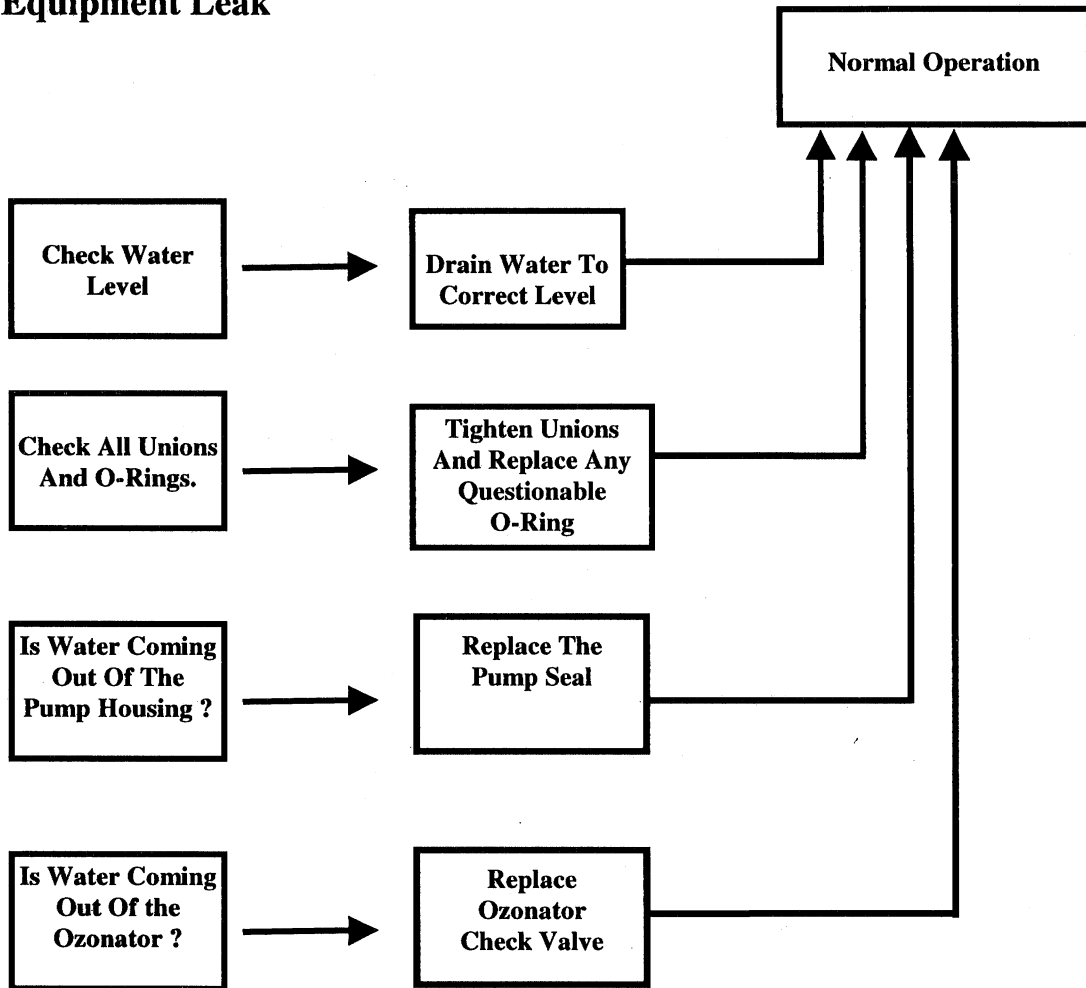 Equipment Leak
Normal Operation
Check Water
Level
Drain Water To
Correct Level
Check All Unions
And O-Rings.
Tighten Unions
And Replace Any
Questionable
O-Ring
Is Water Coming
Out Of The
Pump Housing ?
Replace The
Pump Seal
Is Water Coming
Out Of the
Ozonator ?
Replace
Ozonator
Check Valve